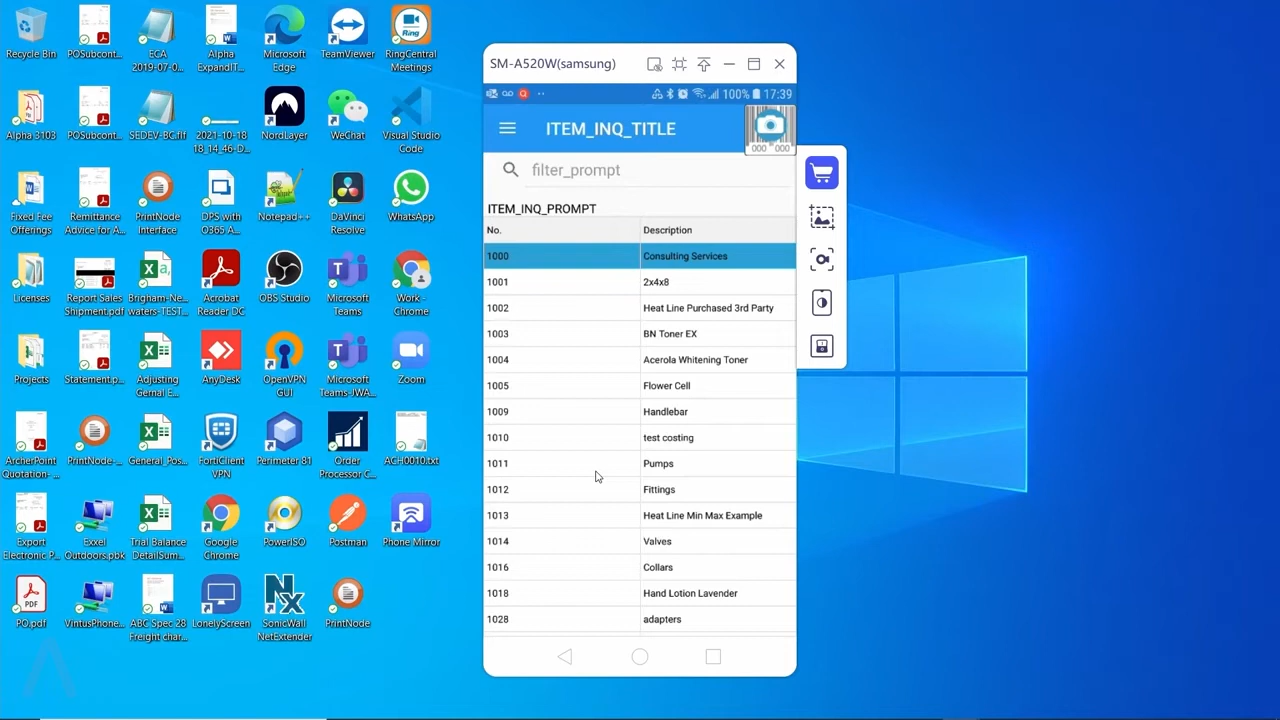 Recycle Bin
POSubcont...
ECA
2019-07-0...
Alpha
ExpandIT...
Microsoft
Edge
TeamViewer
Ring
RingCentral
Meetings
Alpha 3103
POSubcont...
SEDEV-BC.flf
2021-10-18
18_14_46-D...
NordLayer
WeChat
Visual Studio
Code
Fixed Fee
Offerings
Remittance
Advice for A...
PrintNode
Interface
DPS with
O365 A...
Notepad++
DaVinci
Resolve
WhatsApp
Licenses
Report Sales
Shipment.pdf
Brigham-Ne...
waters-TEST...
Acrobat
Reader DC
OBS Studio
Microsoft
Teams
Work -
Chrome
Projects
Statement.p...
Adjusting
Gernal E...
AnyDesk
OpenVPN
GUI
Microsoft
Teams-JWA...
Zoom
ArcherPoint
Quotation- ...
PrintNode-...
General_Pos...
FortiClient
VPN
Perimeter 81
Order
Processor C...
ACH0010.txt
Export
Electronic P...
Exxel
Outdoors.pbk
Trial Balance
DetailSum...
Google
Chrome
PowerISO
Postman
Phone Mirror
PDF
PO.pdf
VintusPhone...
ABC Spec 28
Freight char...
LonelyScreen
SonicWall
NetExtender
PrintNode
SM-A520W(samsung)
100% 17:39
ITEM_INQ_TITLE
000 000
filter_prompt
ITEM_INQ_PROMPT
No. Description
1000 Consulting Services
1001 2x4x8
1002 Heat Line Purchased 3rd Party
1003 BN Toner EX
1004 Acerola Whitening Toner
1005 Flower Cell
1009 Handlebar
1010 test costing
1011 Pumps
1012 Fittings
1013 Heat Line Min Max Example
1014 Valves
1016 Collars
1018 Hand Lotion Lavender
1028 adapters